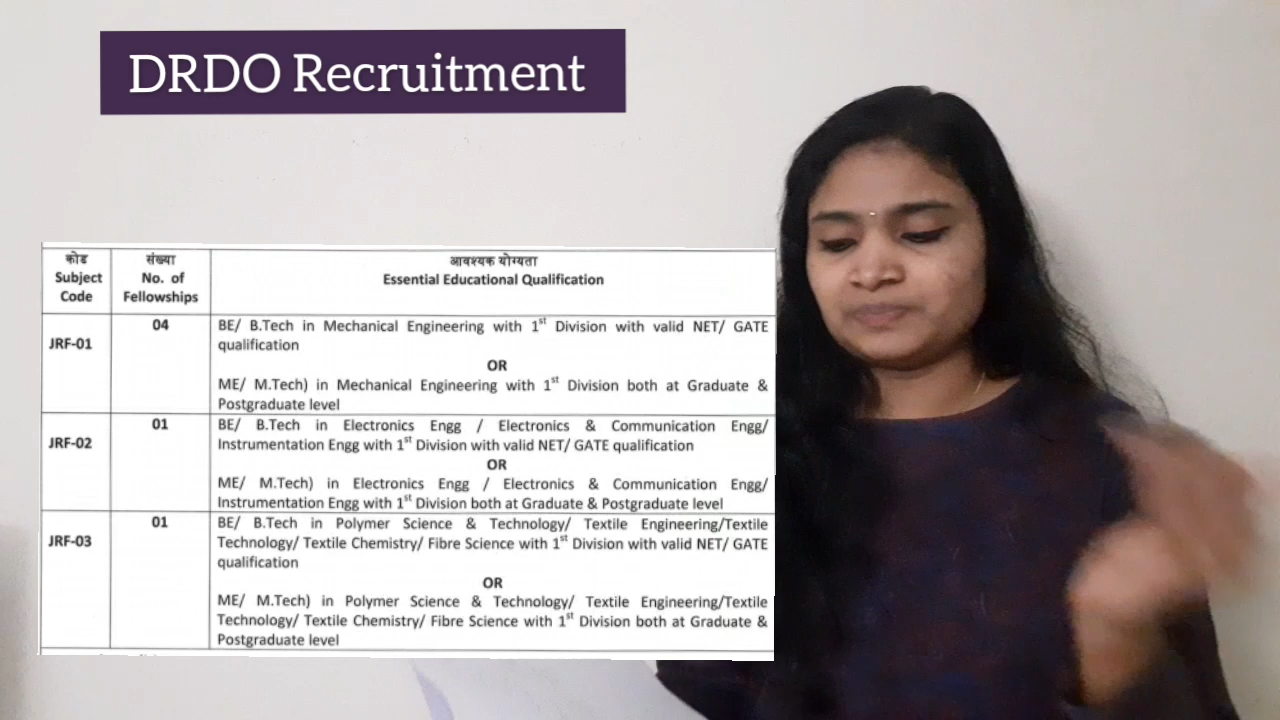 DRDO Recruitment
कोड
Subject
Code
संख्या
No. of
Fellowships
आवश्यक योग्यता
Essential Educational Qualification
JRF-01
04
BE/ B.Tech in Mechanical Engineering with 1st Division with valid NET/ GATE
qualification
OR
ME/ M.Tech) in Mechanical Engineering with 1st Division both at Graduate &
Postgraduate level
JRF-02
01
BE/ B.Tech in Electronics Engg / Electronics & Communication Engg/
Instrumentation Engg with 1st Division with valid NET/ GATE qualification
OR
ME/ M.Tech) in Electronics Engg / Electronics & Communication Engg/
Instrumentation Engg with 1st Division both at Graduate & Postgraduate level
JRF-03
01
BE/ B.Tech in Polymer Science & Technology/ Textile Engineering/Textile
Technology/ Textile Chemistry/ Fibre Science with 1st Division with valid NET/ GATE
qualification
OR
ME/ M.Tech) in Polymer Science & Technology/ Textile Engineering/Textile
Technology/ Textile Chemistry/ Fibre Science with 1st Division both at Graduate &
Postgraduate level